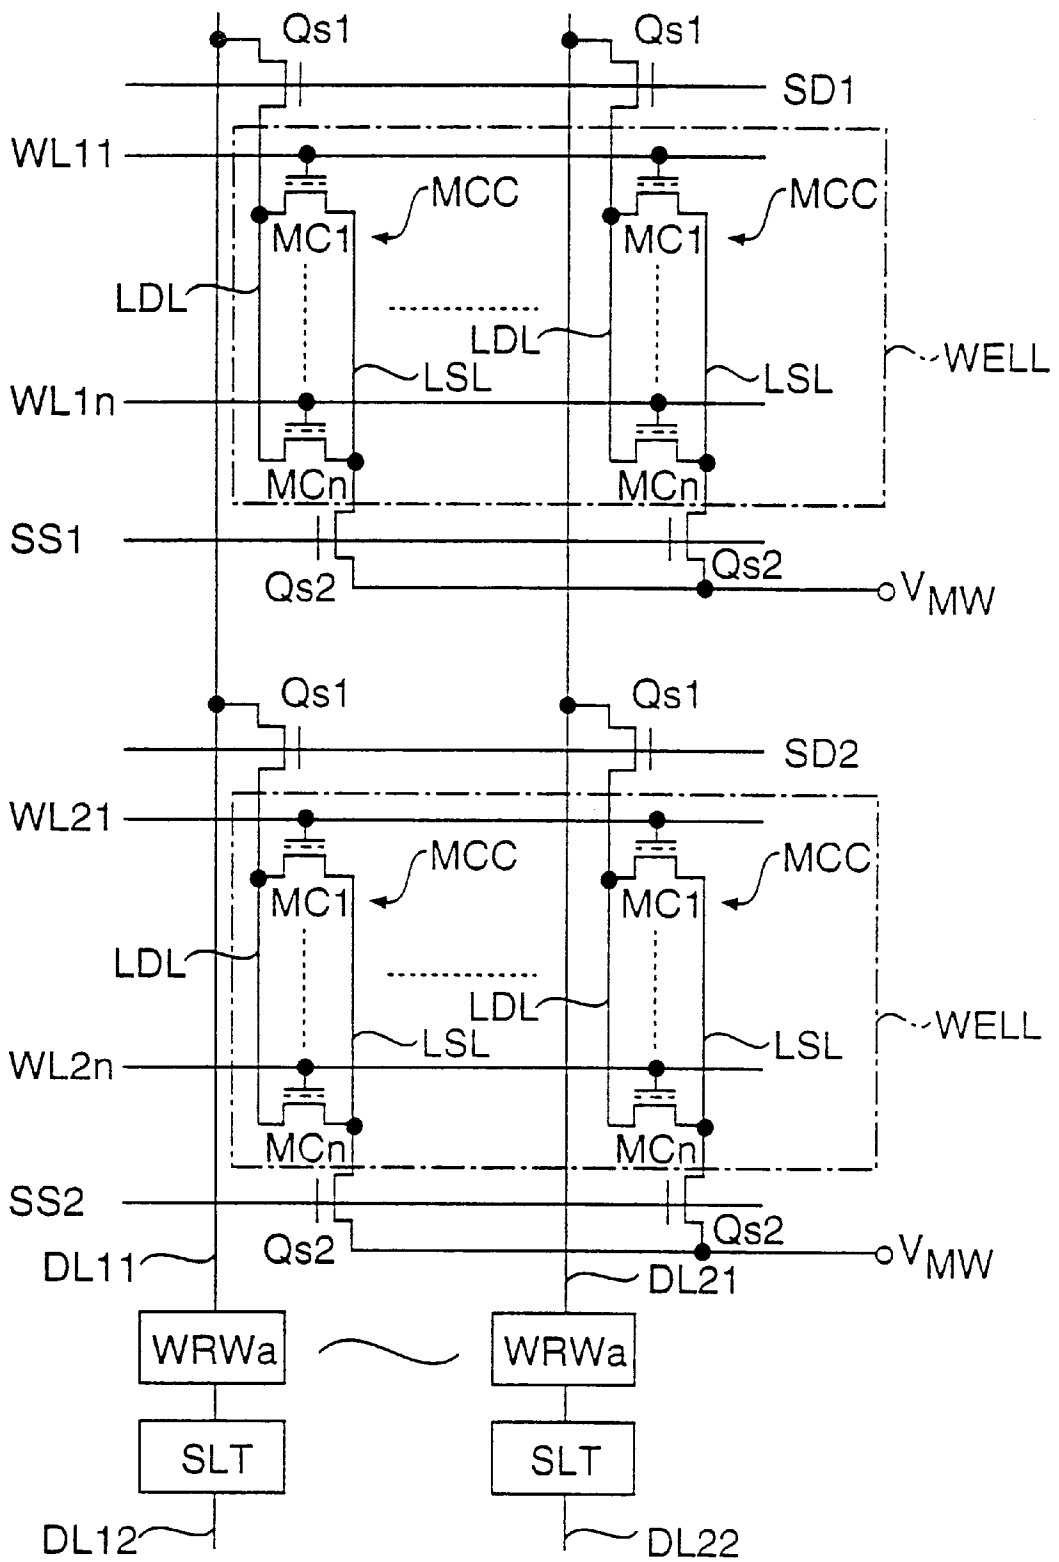 Qs1 Qs1
SD1
WL11
MCC MCC
MC1 MC1
LDL
LDL
WELL
LSL LSL
WL1n
MCn MCn
SS1
Qs2 Qs2
VMW
Qs1 Qs1
SD2
WL21
MCC MCC
MC1 MC1
LDL
LDL
WELL
LSL LSL
WL2n
MCn MCn
SS2
Qs2 Qs2
VMW
DL11 DL21
WRWa WRWa
SLT SLT
DL12 DL22